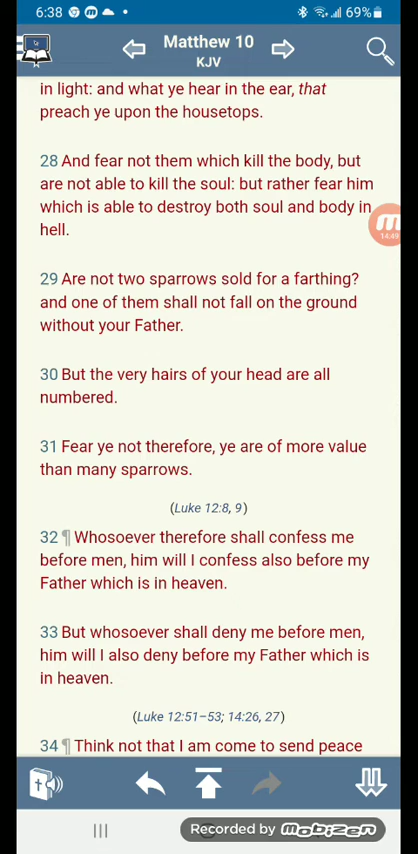 6:38 69%
Matthew 10
KJV
in light: and what ye hear in the ear, that
preach ye upon the housetops.
28 And fear not them which kill the body, but
are not able to kill the soul: but rather fear him
which is able to destroy both soul and body in
hell.
14:49
29 Are not two sparrows sold for a farthing?
and one of them shall not fall on the ground
without your Father.
30 But the very hairs of your head are all
numbered.
31 Fear ye not therefore, ye are of more value
than many sparrows.
(Luke 12:8, 9)
32 ¶ Whosoever therefore shall confess me
before men, him will I confess also before my
Father which is in heaven.
33 But whosoever shall deny me before men,
him will I also deny before my Father which is
in heaven.
(Luke 12:51–53; 14:26, 27)
34 ¶ Think not that I am come to send peace
Recorded by mobizen